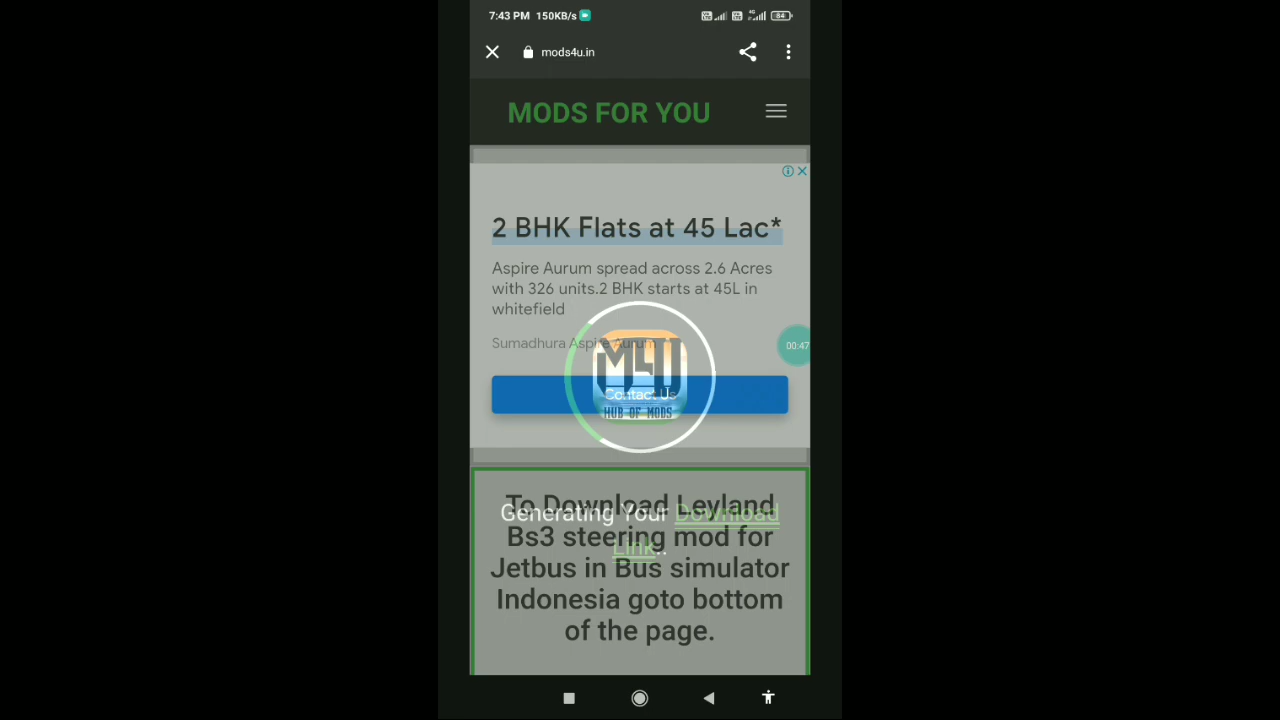 7:43 PM 150KB/s
4G
84
mods4u.in
MODS FOR YOU
2 BHK Flats at 45 Lac*
Aspire Aurum spread across 2.6 Acres
with 326 units.2 BHK starts at 45L in
whitefield
Sumadhura Aspire Aurum
00:47
M4U
Contact Us
HUB OF MODS
To Download Leyland
Generating Your Download
Bs3 steering mod for
Link..
Jetbus in Bus simulator
Indonesia goto bottom
of the page.